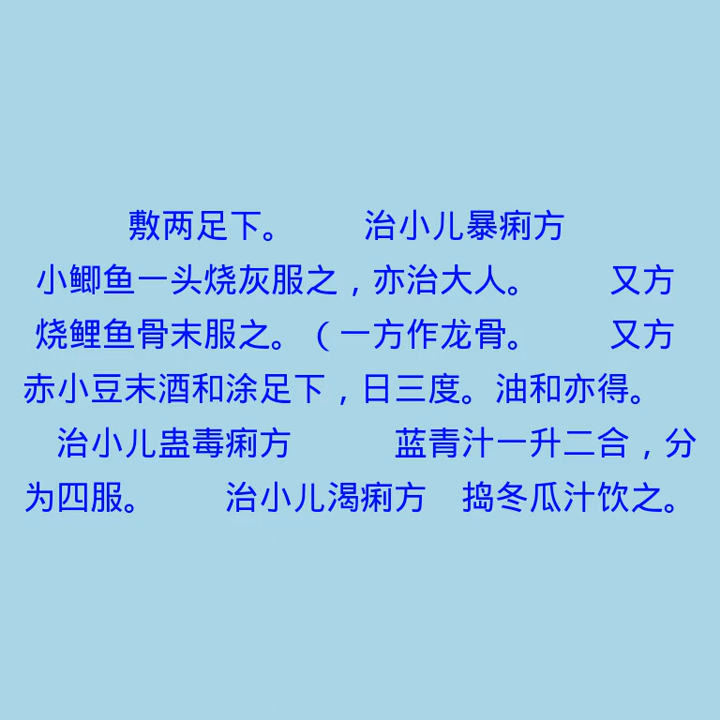 敷两足下。 治小儿暴痢方
小鲫鱼一头烧灰服之，亦治大人。 又方
烧鲤鱼骨末服之。（一方作龙骨。 又方
赤小豆末酒和涂足下，日三度。油和亦得。
治小儿蛊毒痢方 蓝青汁一升二合，分
为四服。 治小儿渴痢方 捣冬瓜汁饮之。